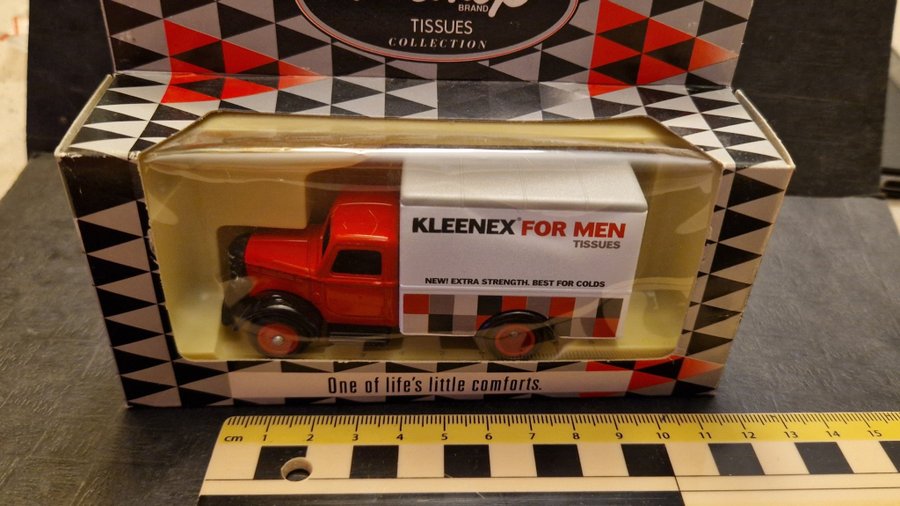 BRAND
TISSUES
COLLECTION
KLEENEX® FOR MEN
TISSUES
NEW! EXTRA STRENGTH. BEST FOR COLDS
One of life's little comforts.
cm 1 2 3 4 5 6 7 8 9 10 11 12 13 14 15